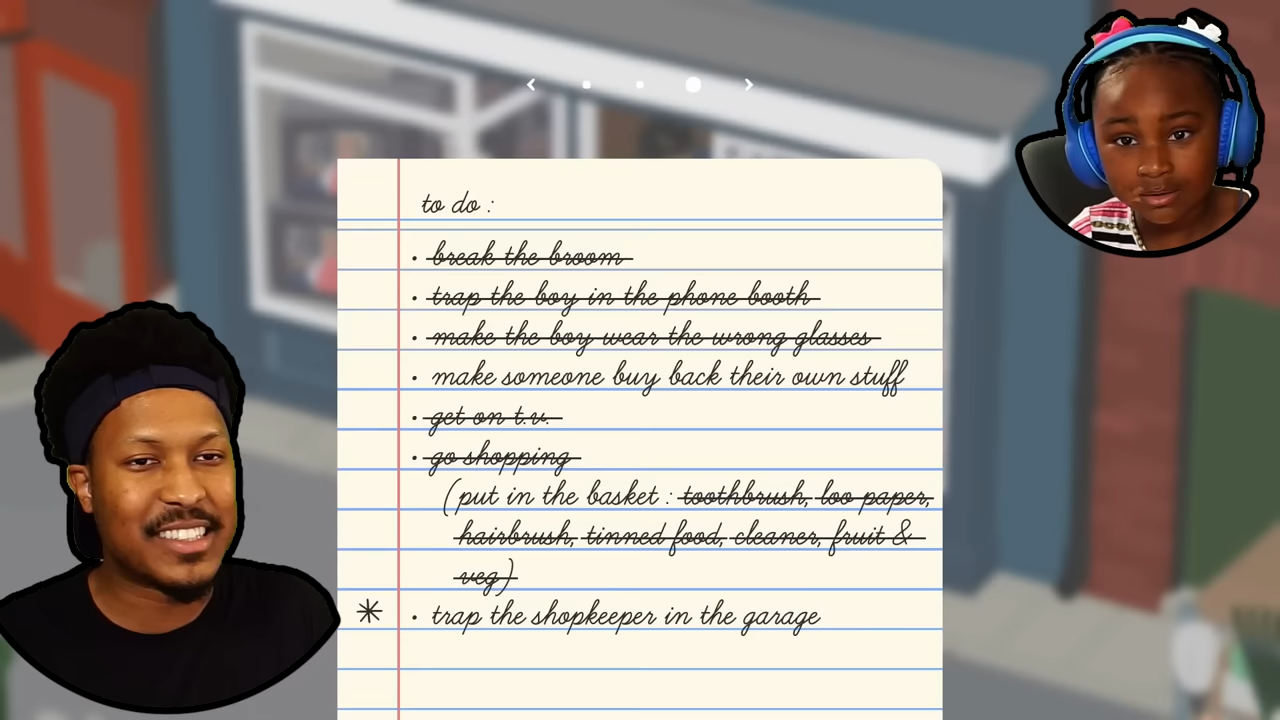 to do :
• break the broom
• trap the boy in the phone booth
• make the boy wear the wrong glasses
• make someone buy back their own stuff
• get on t.v.
• go shopping
(put in the basket : toothbrush, loo paper,
hairbrush, tinned food, cleaner, fruit &
veg)
* • trap the shopkeeper in the garage